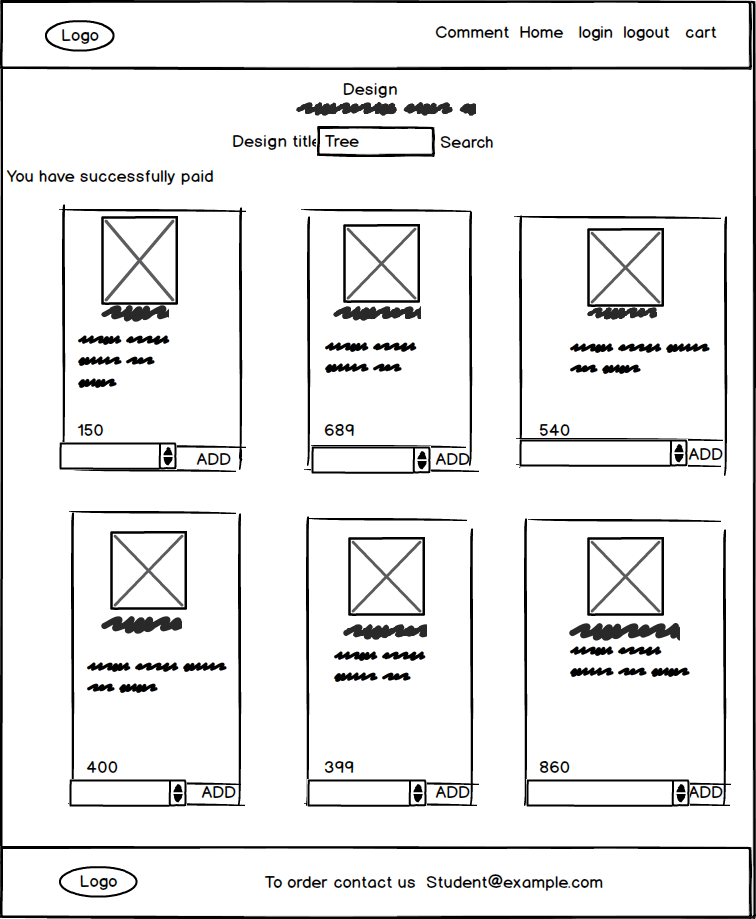 Logo
Comment Home login logout cart
Design
Design title Tree Search
You have successfully paid
150
ADD
689
ADD
540
ADD
400
ADD
399
ADD
860
ADD
Logo
To order contact us Student@example.com